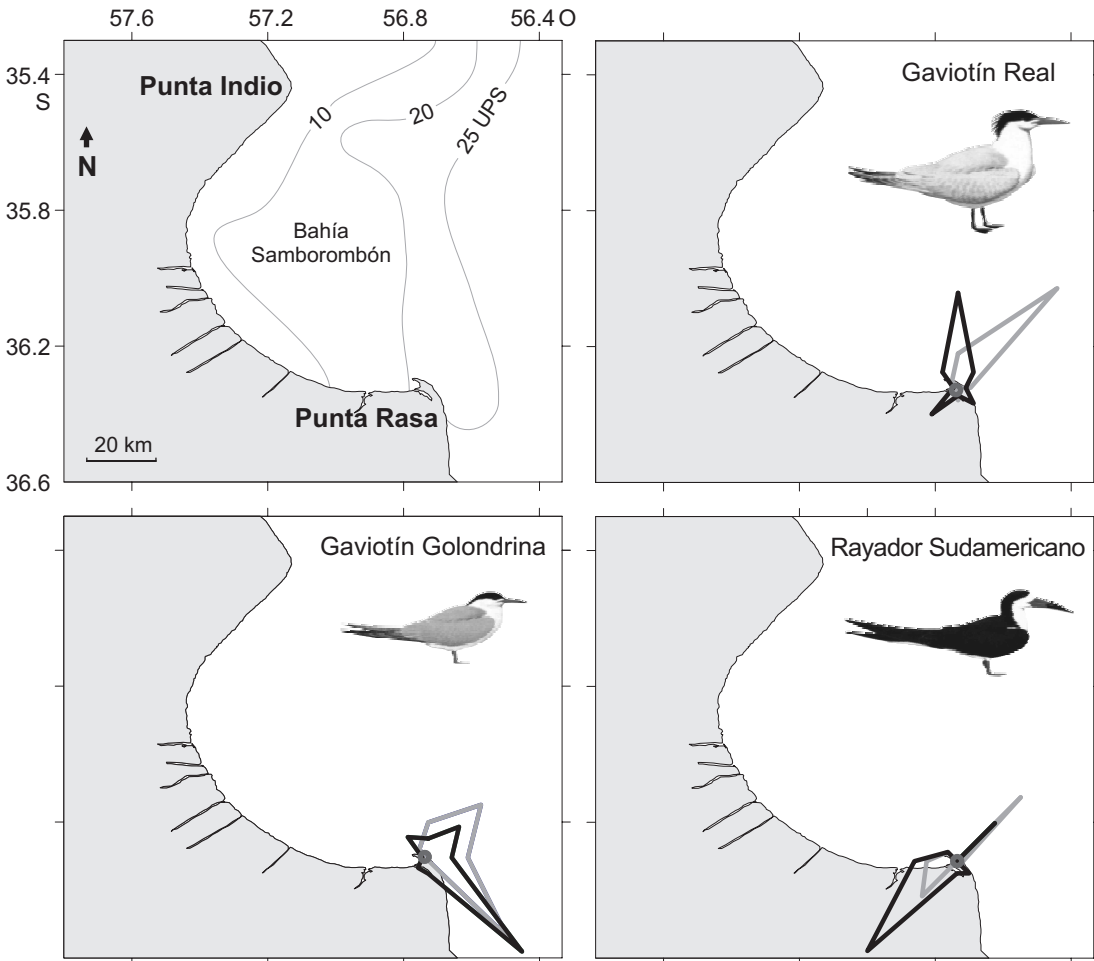 57.6 57.2 56.8 56.4 O
35.4
S
35.8
36.2
36.6
N
Punta Indio
10
20
25 UPS
Bahía
Samborombón
Punta Rasa
20 km
Gaviotín Real
Gaviotín Golondrina
Rayador Sudamericano